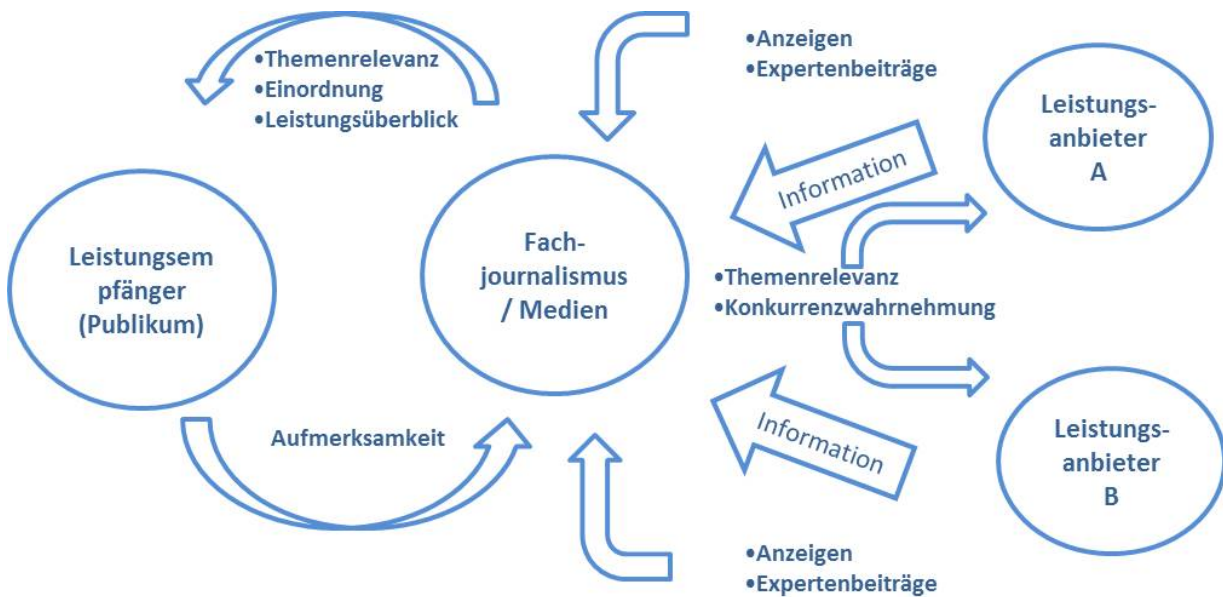 •Themenrelevanz
•Einordnung
•Leistungsüberblick
•Anzeigen
•Expertenbeiträge
Leistungs-
anbieter
A
Information
Leistungsem
pfänger
(Publikum)
Fach-
journalismus
/ Medien
•Themenrelevanz
•Konkurrenzwahrnehmung
Aufmerksamkeit
Information
Leistungs-
anbieter
B
•Anzeigen
•Expertenbeiträge